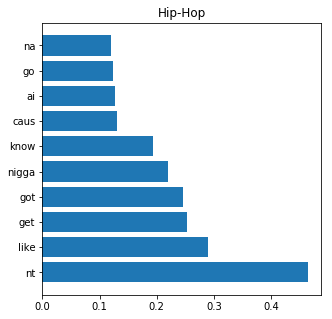 Hip-Hop
na
go
ai
caus
know
nigga
got
get
like
nt
0.0 0.1 0.2 0.3 0.4